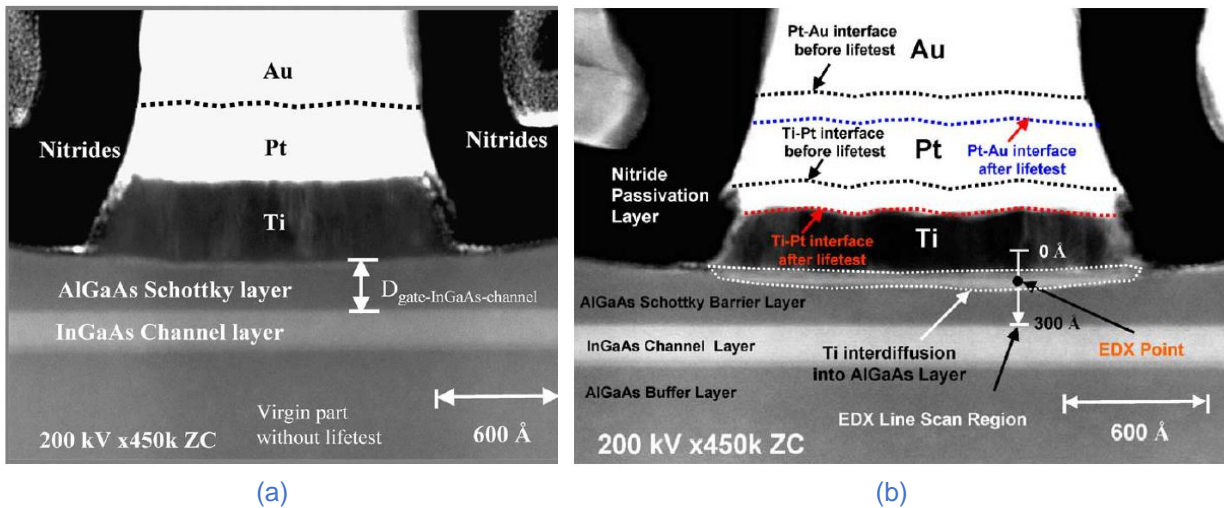 Au
Pt
Nitrides
Nitrides
Ti
AlGaAs Schottky layer
D gate-InGaAs-channel
InGaAs Channel layer
Virgin part
without lifetest
200 kV x450k ZC
600 Å
(a)
Pt-Au interface
before lifetest
Au
Ti-Pt interface
before lifetest
Pt
Pt-Au interface
after lifetest
Nitride
Passivation
Layer
Ti-Pt interface
after lifetest
Ti
0 Å
AlGaAs Schottky Barrier Layer
300 Å
InGaAs Channel Layer
Ti interdiffusion
into AlGaAs Layer
EDX Point
AlGaAs Buffer Layer
EDX Line Scan Region
600 Å
200 kV x450k ZC
(b)